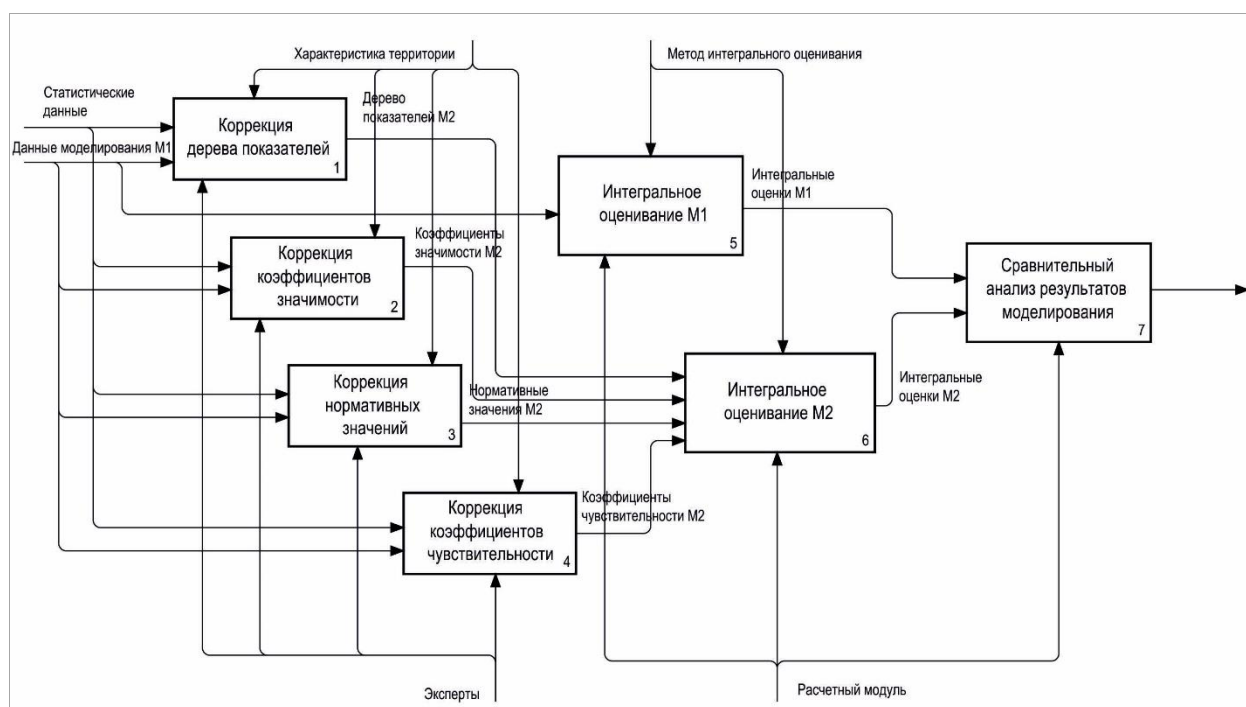 Характеристика территории
Метод интегрального оценивания
Статистические
данные
Данные моделирования М1
Коррекция
дерева показателей
1
Дерево
показателей М2
Интегральное
оценивание М1
5
Интегральные
оценки М1
Коррекция
коэффициентов
значимости
2
Коэффициенты
значимости М2
Сравнительный
анализ результатов
моделирования
7
Коррекция
нормативных
значений
3
Нормативные
значения М2
Интегральное
оценивание М2
6
Интегральные
оценки М2
Коррекция
коэффициентов
чувствительности
4
Коэффициенты
чувствительности М2
Эксперты
Расчетный модуль